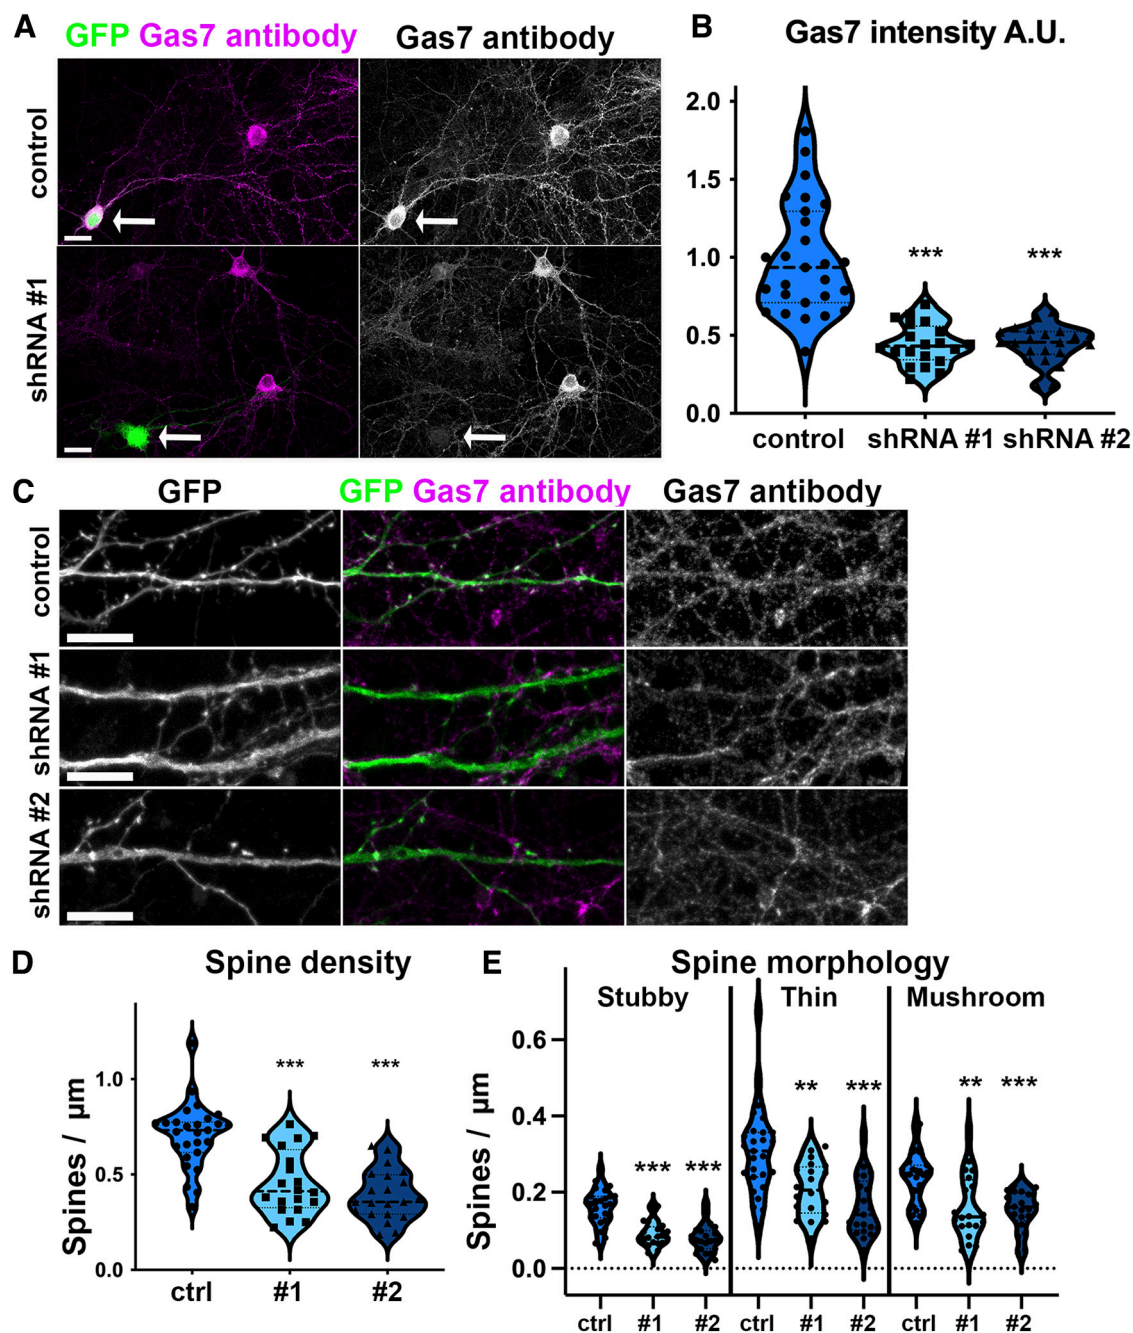 A
GFP Gas7 antibody
Gas7 antibody
control
shRNA #1
B
Gas7 intensity A.U.
2.0
1.5
1.0
0.5
0.0
***
***
control
shRNA #1
shRNA #2
C
GFP
GFP Gas7 antibody
Gas7 antibody
control
shRNA #1
shRNA #2
D
Spine density
Spines / µm
1.0
0.5
0.0
***
***
ctrl
#1
#2
E
Spine morphology
Stubby
Thin
Mushroom
Spines / µm
0.6
0.4
0.2
0.0
***
***
**
***
**
***
ctrl
#1
#2
ctrl
#1
#2
ctrl
#1
#2